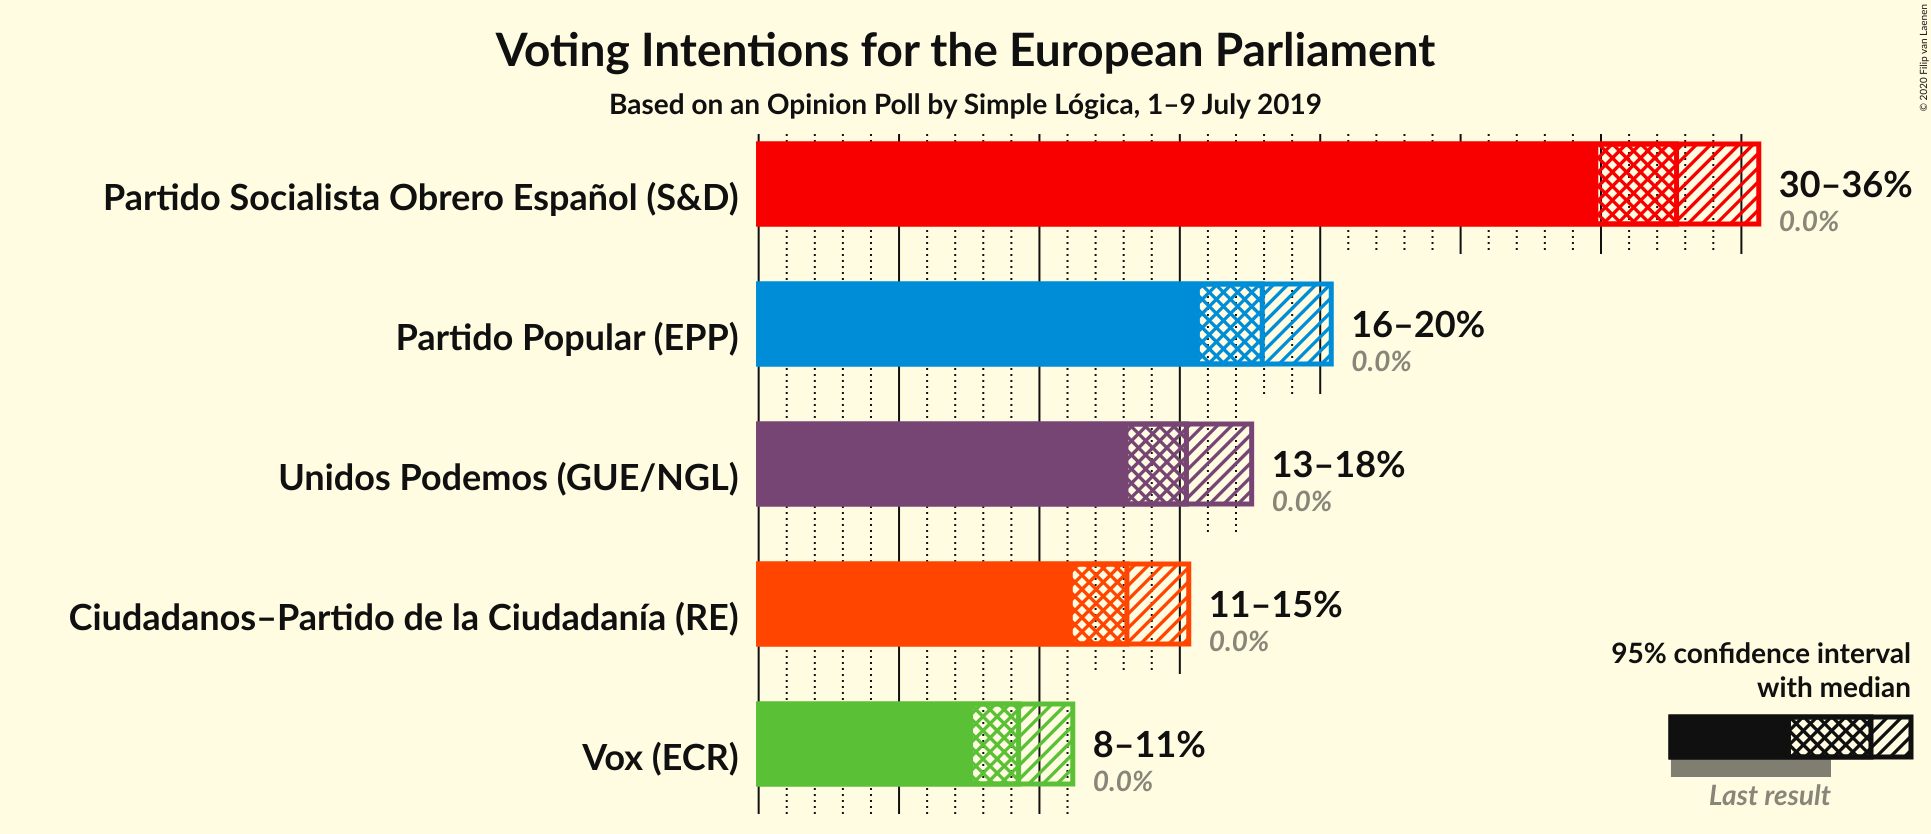 Voting Intentions for the European Parliament
Based on an Opinion Poll by Simple Lógica, 1–9 July 2019
© 2020 Filip van Laenen
Partido Socialista Obrero Español (S&D)
30–36%
0.0%
Partido Popular (EPP)
16–20%
0.0%
Unidos Podemos (GUE/NGL)
13–18%
0.0%
Ciudadanos–Partido de la Ciudadanía (RE)
11–15%
0.0%
Vox (ECR)
8–11%
0.0%
95% confidence interval
with median
Last result